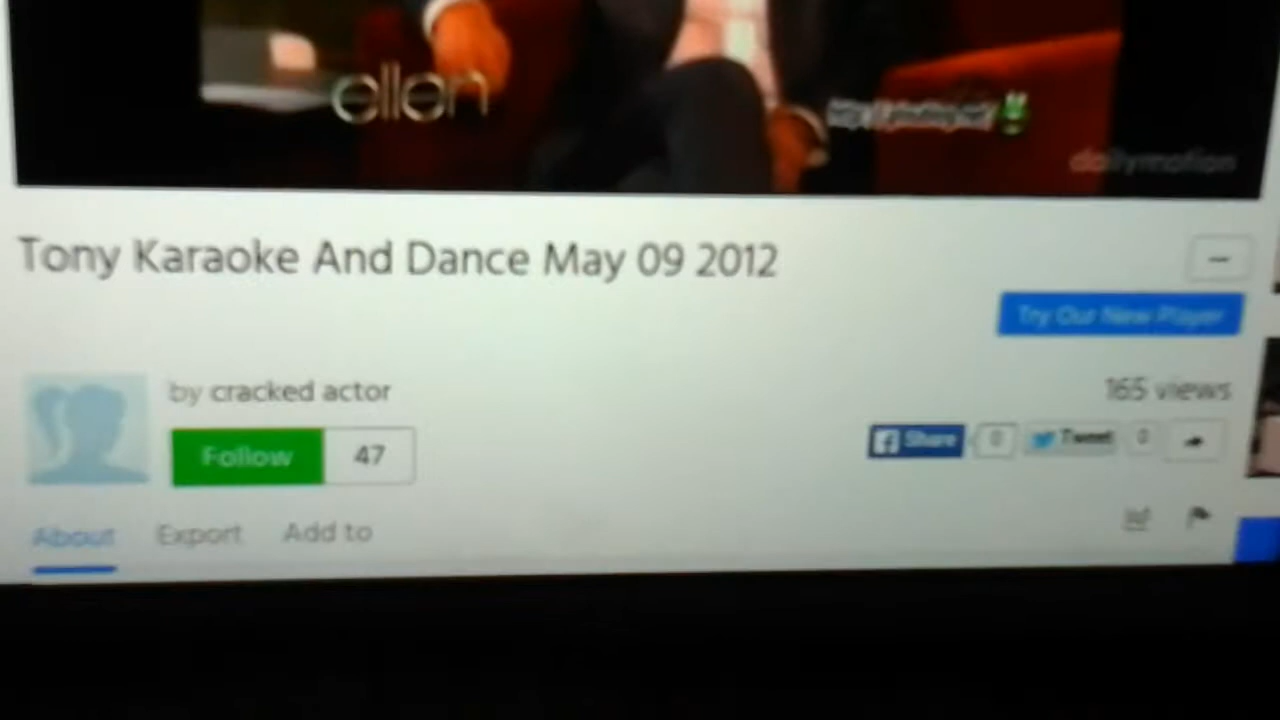 ellen
dailymotion
Tony Karaoke And Dance May 09 2012
Try Our New Player
by cracked actor
165 views
Follow 47
Share 0 Tweet 0
About Export Add to